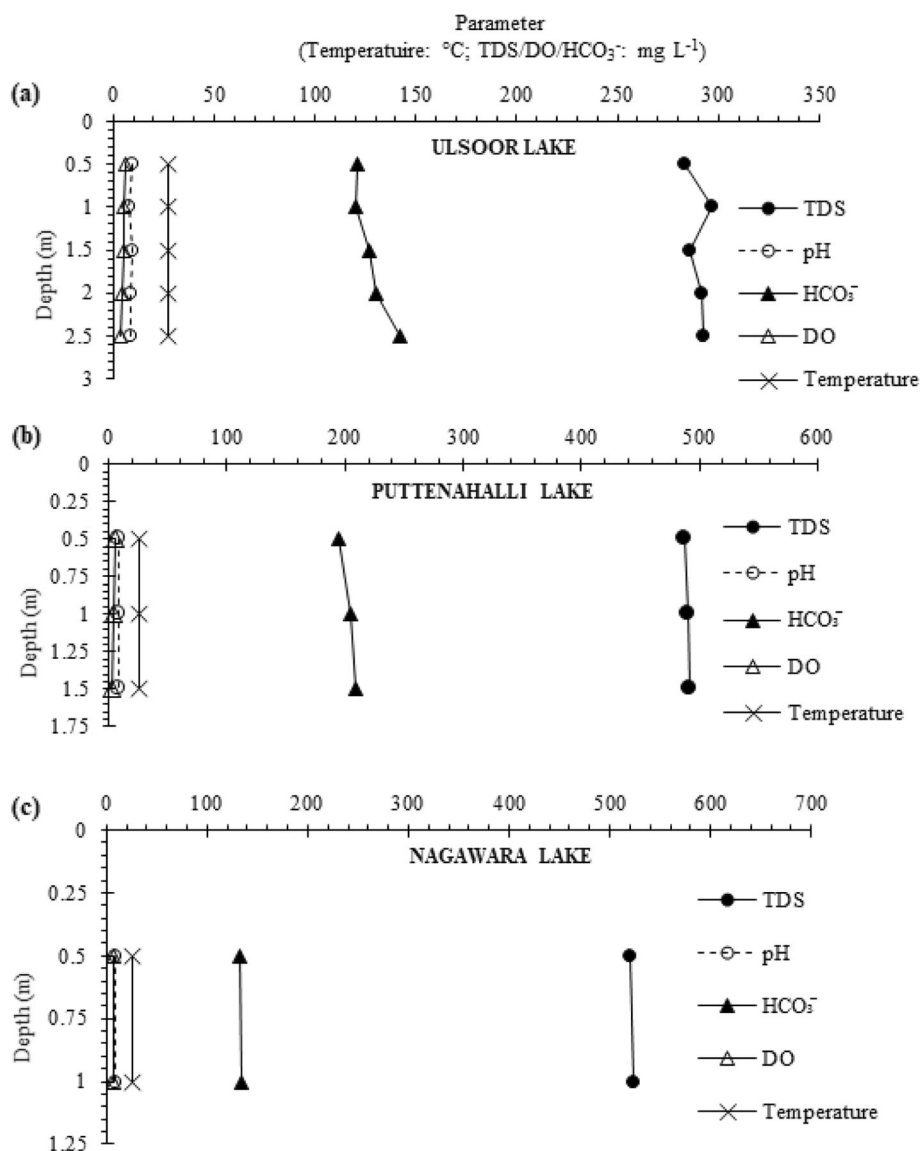 Parameter
(Temperatuire: °C; TDS/DO/HCO₃⁻: mg L⁻¹)
(a)
0 50 100 150 200 250 300 350
ULSOOR LAKE
0
0.5
1
1.5
2
2.5
3
Depth (m)
TDS
pH
HCO₃⁻
DO
Temperature
(b)
0 100 200 300 400 500 600
PUTTENAHALLI LAKE
0
0.25
0.5
0.75
1
1.25
1.5
1.75
Depth (m)
TDS
pH
HCO₃⁻
DO
Temperature
(c)
0 100 200 300 400 500 600 700
NAGAWARA LAKE
0
0.25
0.5
0.75
1
1.25
Depth (m)
TDS
pH
HCO₃⁻
DO
Temperature